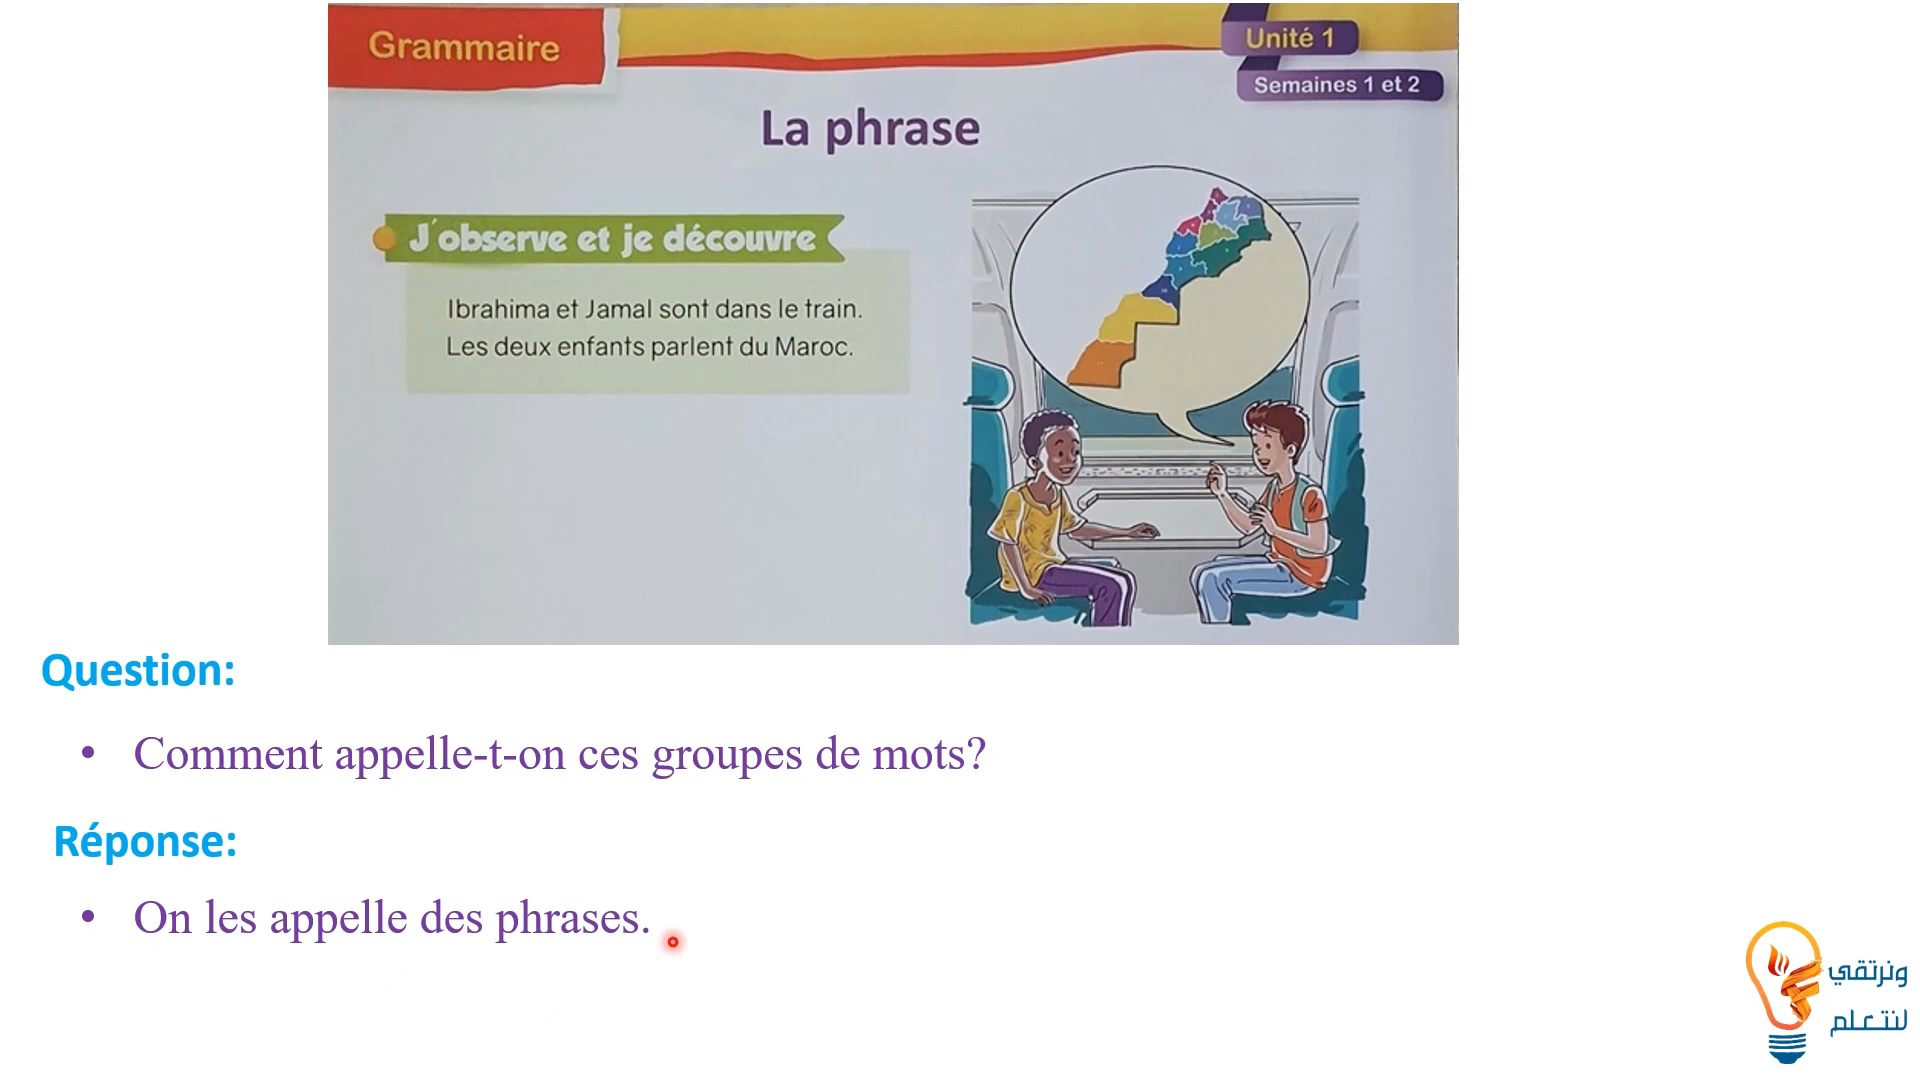 Grammaire
Unité 1
Semaines 1 et 2
La phrase
J'observe et je découvre
Ibrahima et Jamal sont dans le train.
Les deux enfants parlent du Maroc.
Question:
• Comment appelle-t-on ces groupes de mots?
Réponse:
• On les appelle des phrases.
ونرتقي
لنتعلم